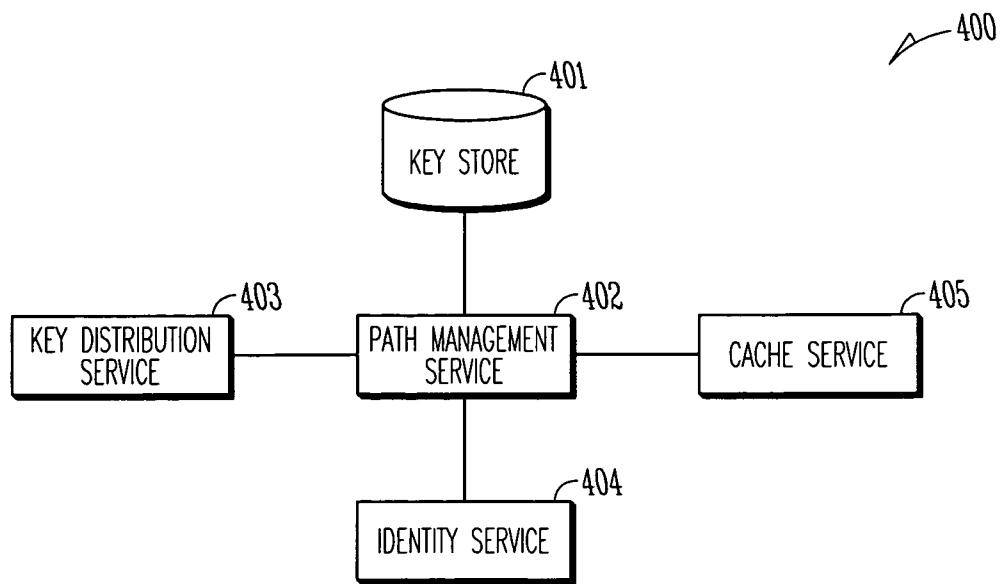 400
401
KEY STORE
403
KEY DISTRIBUTION
SERVICE
402
PATH MANAGEMENT
SERVICE
405
CACHE SERVICE
404
IDENTITY SERVICE